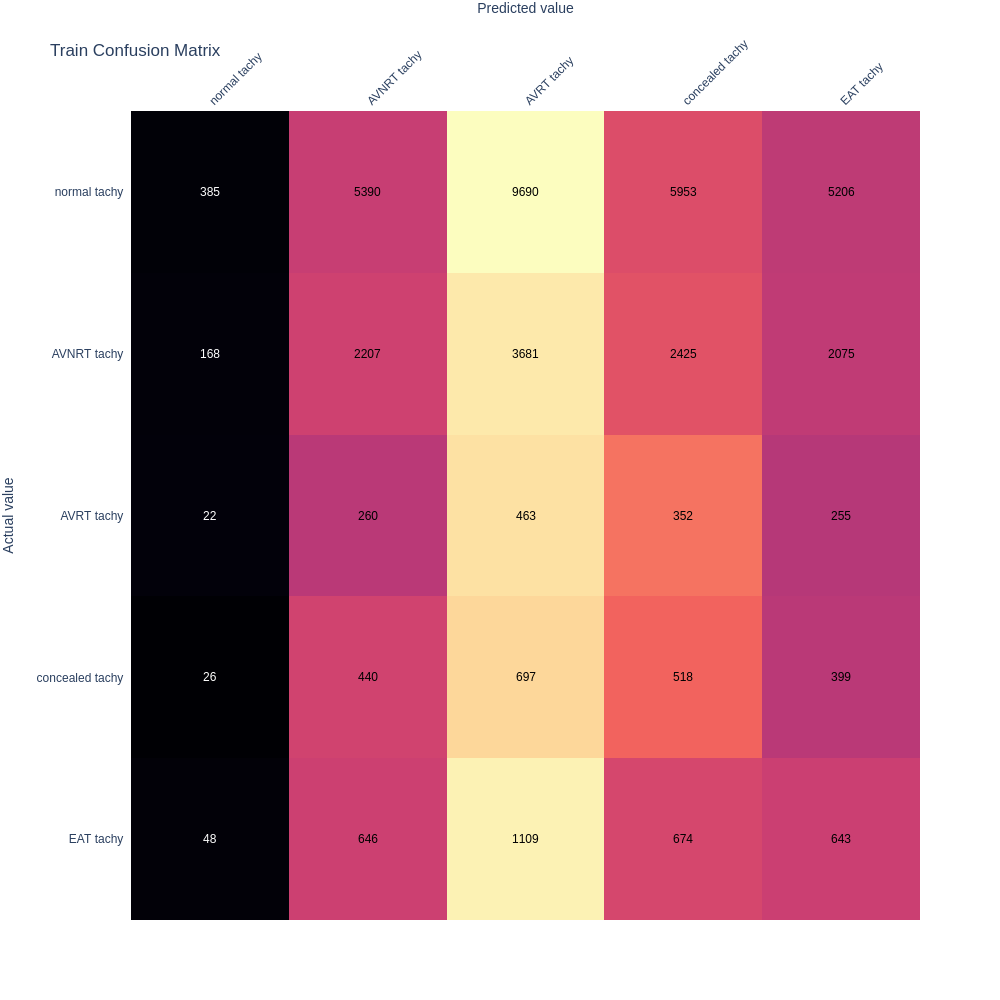 Predicted value
Train Confusion Matrix
normal tachy AVNRT tachy AVRT tachy concealed tachy EAT tachy
normal tachy 385 5390 9690 5953 5206
AVNRT tachy 168 2207 3681 2425 2075
Actual value
AVRT tachy 22 260 463 352 255
concealed tachy 26 440 697 518 399
EAT tachy 48 646 1109 674 643